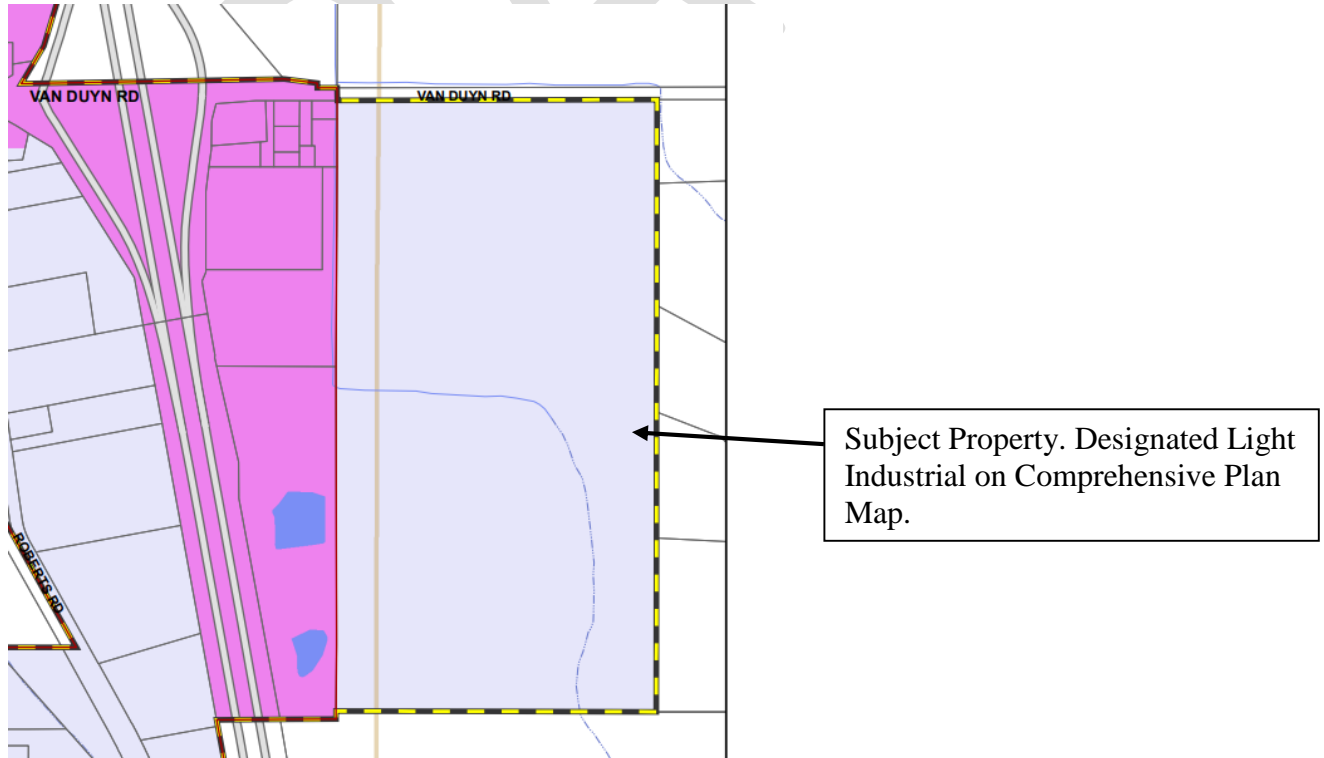 VAN DUYN RD
VAN DUYN RD
Subject Property. Designated Light
Industrial on Comprehensive Plan
Map.
ROBERTS RD